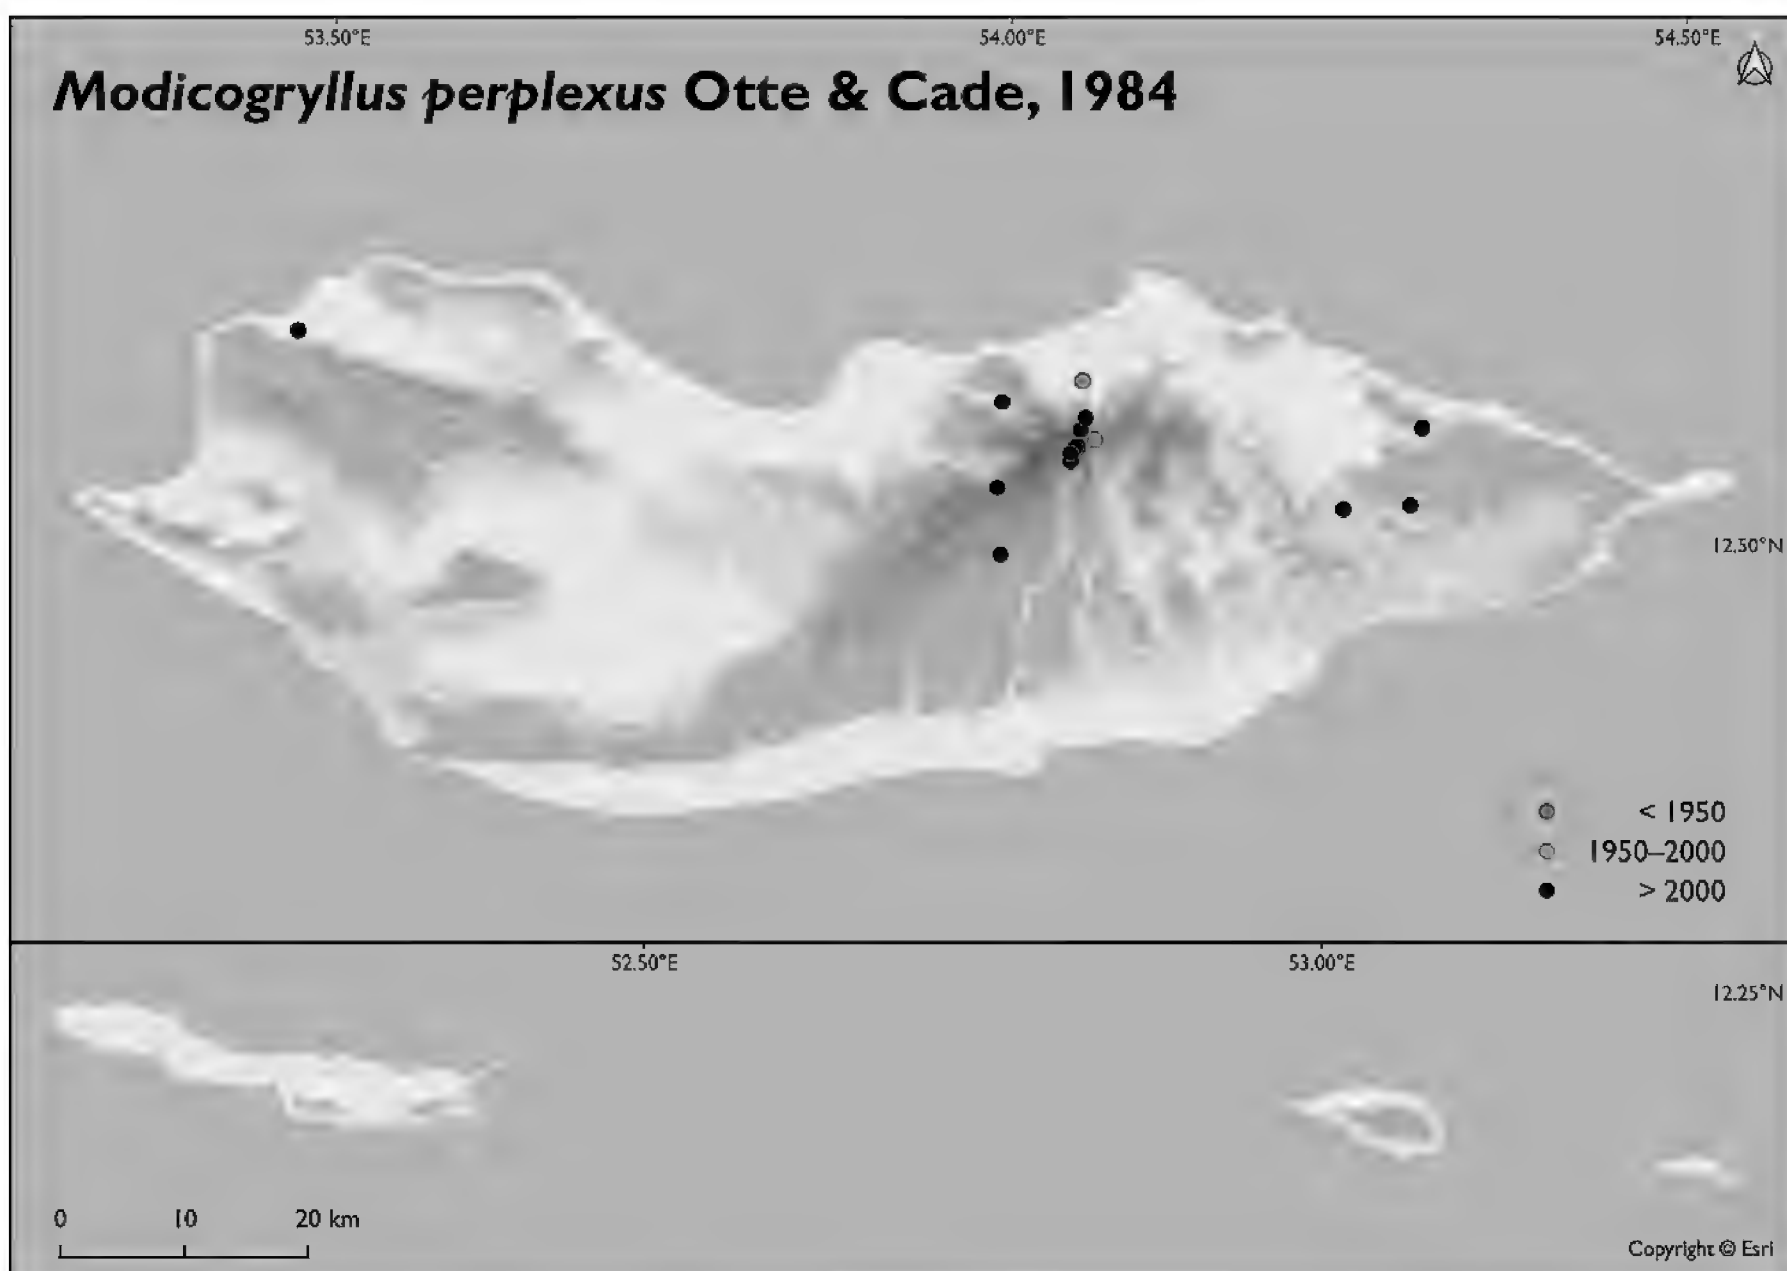 53.50°E 54.00°E 54.50°E
Modicogryllus perplexus Otte & Cade, 1984
12.50°N
< 1950
1950–2000
> 2000
52.50°E 53.00°E
12.25°N
0 10 20 km
Copyright © Esri